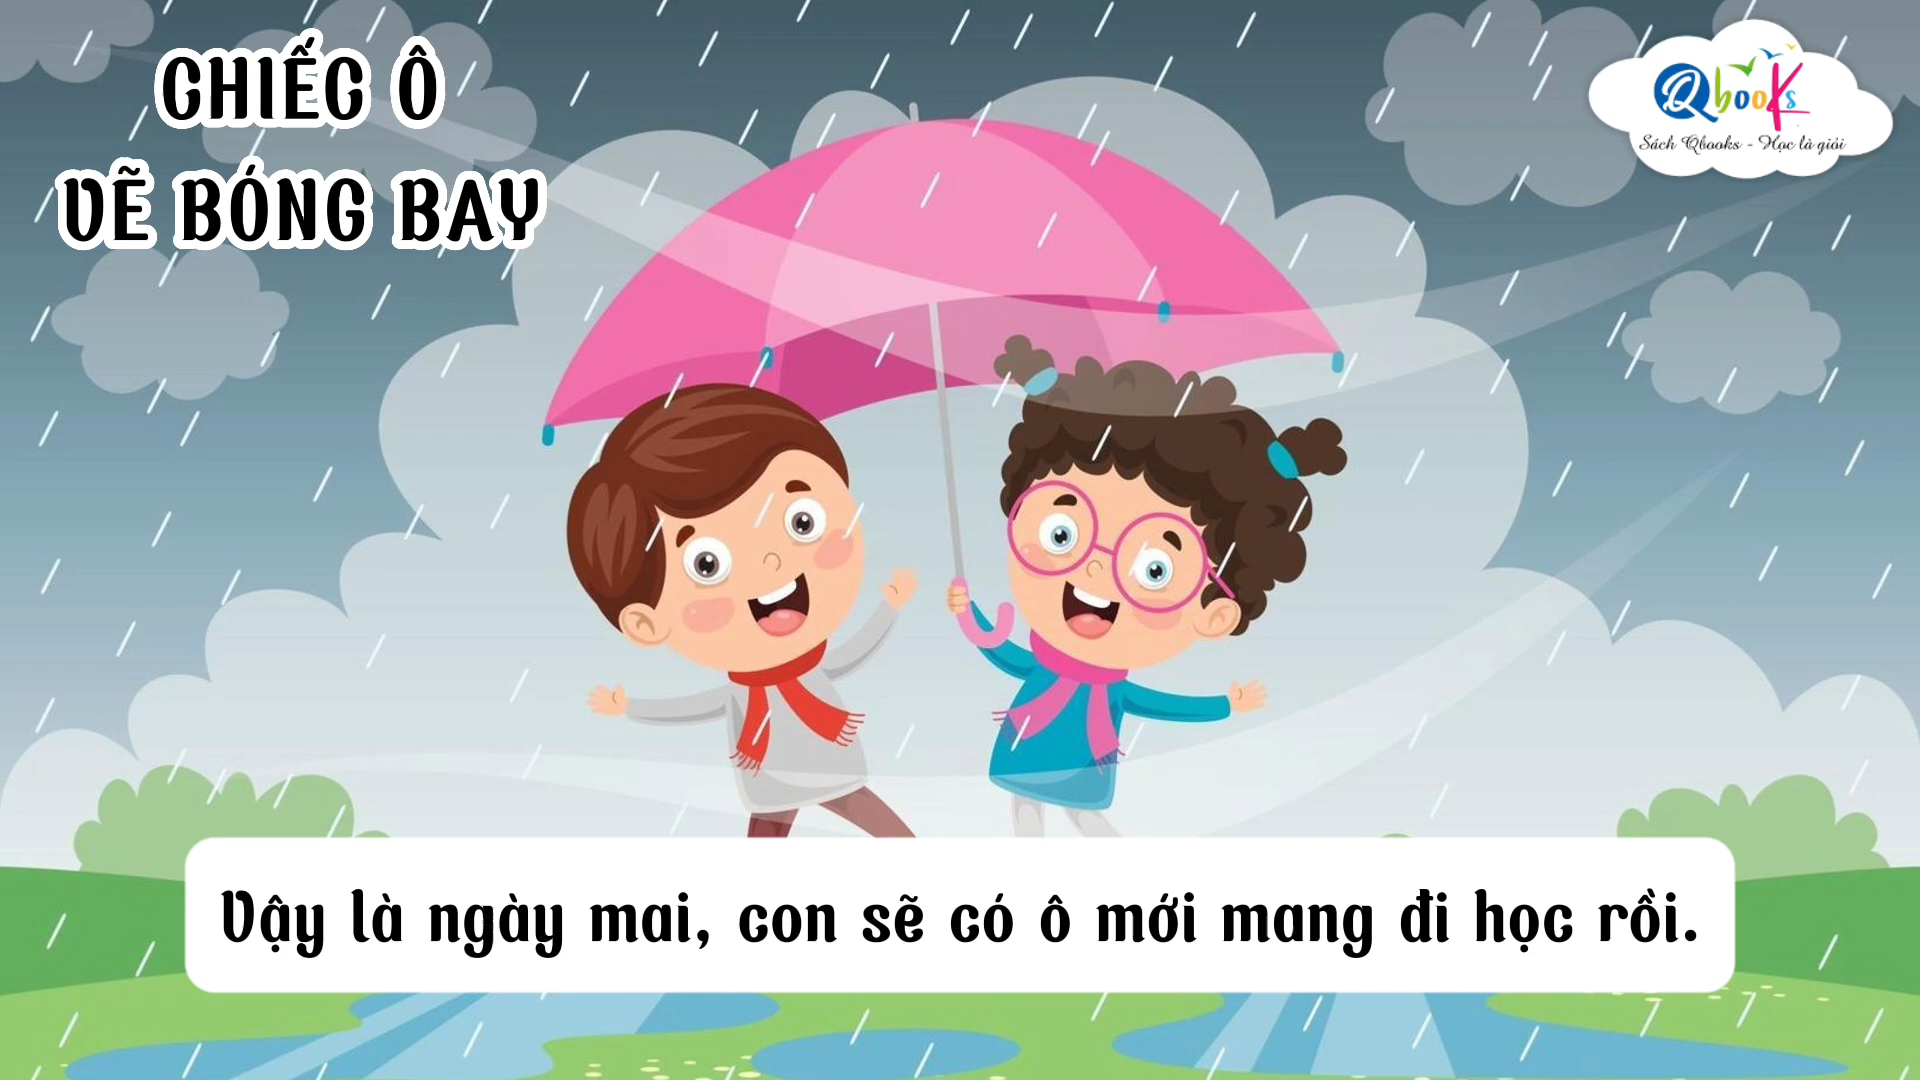 CHIẾC Ô
VẼ BÓNG BAY
Qbooks
Sách Qbooks - Học là giỏi
Vậy là ngày mai, con sẽ có ô mới mang đi học rồi.